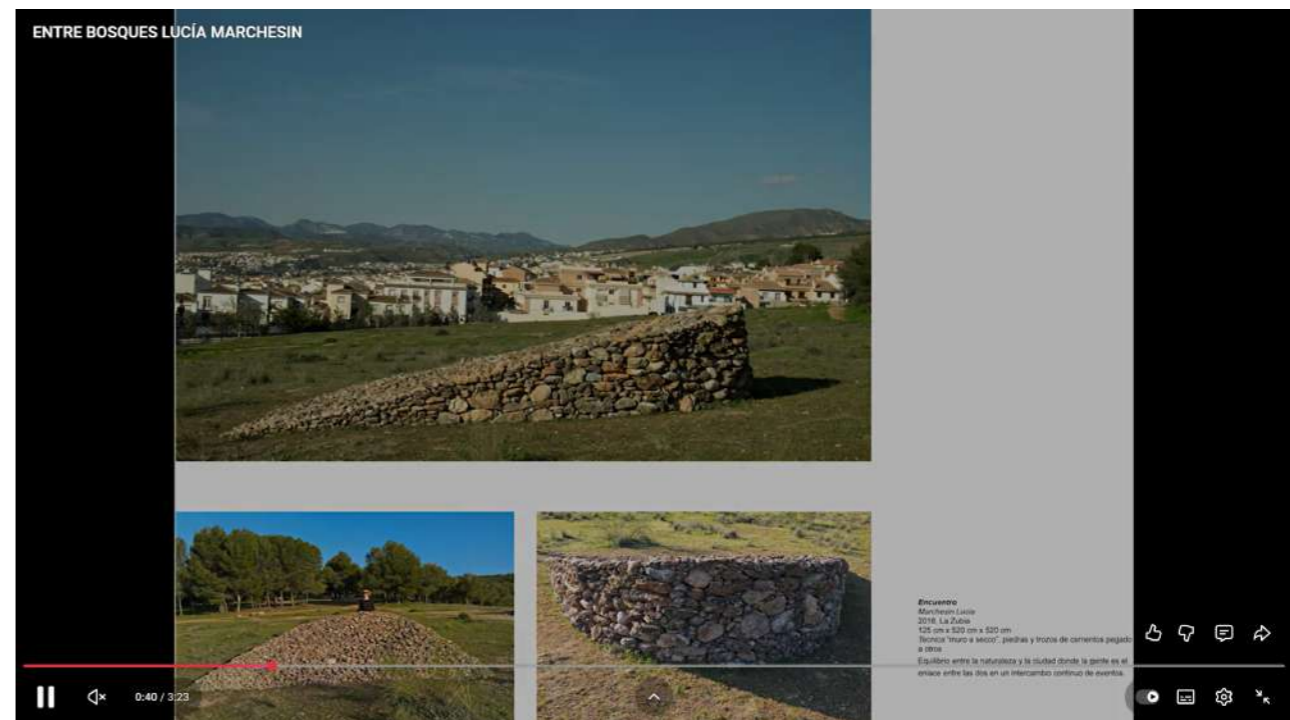 ENTRE BOSQUES LUCÍA MARCHESIN
Encuentro
Marchesin Lucia
2016, La Zubia
125 cm x 520 cm x 520 cm
Técnica "muro a secco", piedras y trozos de cementos pegado
a otros
Equilibrio entre la naturaleza y la ciudad donde la gente es el
enlace entre las dos en un intercambio continuo de eventos.
0:40 / 3:23